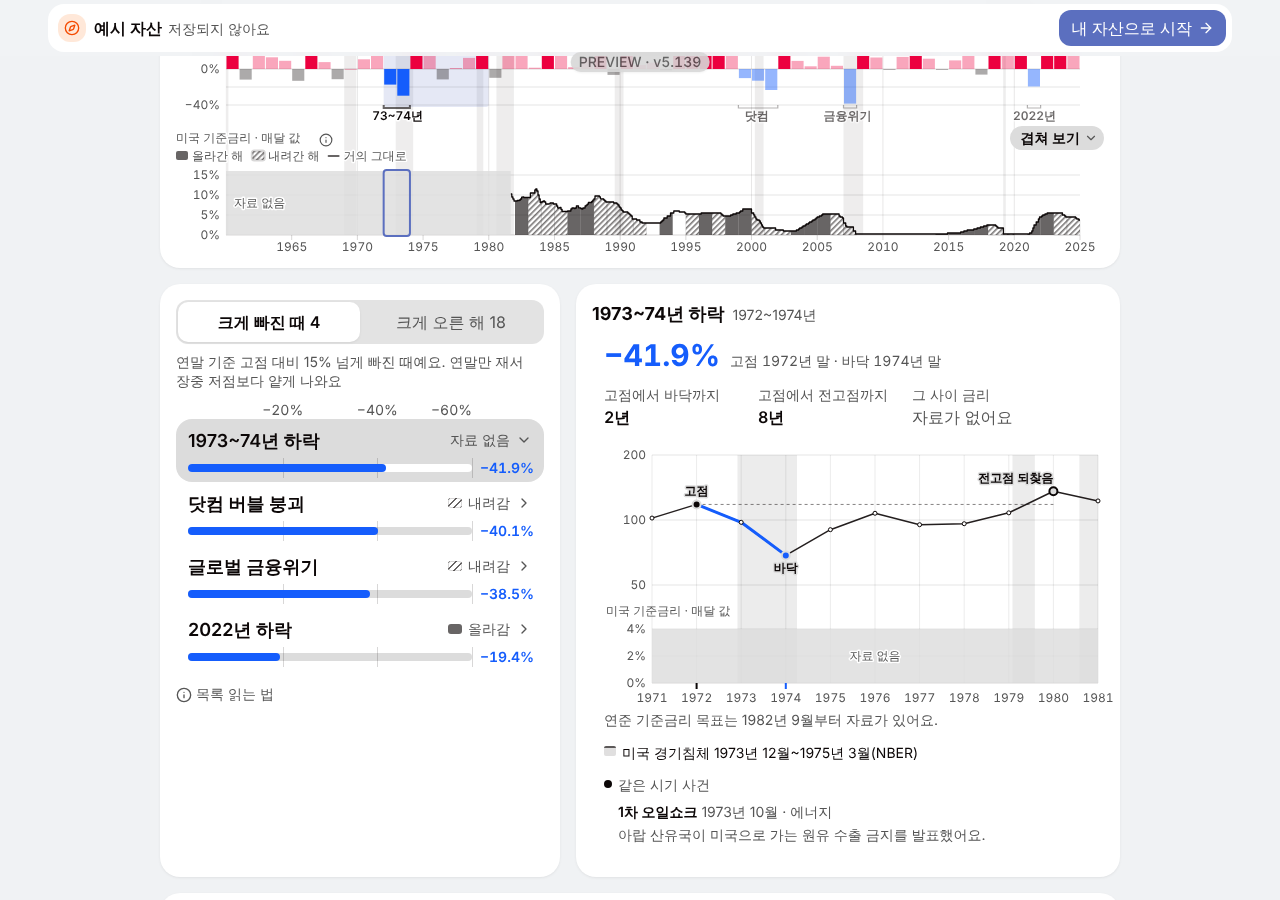 예시 자산 저장되지 않아요
내 자산으로 시작 →
PREVIEW · v5.139
0%
−40%
73~74년
닷컴
금융위기
2022년
미국 기준금리 · 매달 값
겹쳐 보기
올라간 해 내려간 해 거의 그대로
15%
10%
5%
0%
자료 없음
1965 1970 1975 1980 1985 1990 1995 2000 2005 2010 2015 2020 2025
크게 빠진 때 4
크게 오른 해 18
연말 기준 고점 대비 15% 넘게 빠진 때예요. 연말만 재서
장중 저점보다 얕게 나와요
−20% −40% −60%
1973~74년 하락 자료 없음
−41.9%
닷컴 버블 붕괴 내려감
−40.1%
글로벌 금융위기 내려감
−38.5%
2022년 하락 올라감
−19.4%
목록 읽는 법
1973~74년 하락 1972~1974년
−41.9% 고점 1972년 말 · 바닥 1974년 말
고점에서 바닥까지 고점에서 전고점까지 그 사이 금리
2년 8년 자료가 없어요
200
100
50
고점
바닥
전고점 되찾음
미국 기준금리 · 매달 값
4%
2%
0%
자료 없음
1971 1972 1973 1974 1975 1976 1977 1978 1979 1980 1981
연준 기준금리 목표는 1982년 9월부터 자료가 있어요.
미국 경기침체 1973년 12월~1975년 3월(NBER)
같은 시기 사건
1차 오일쇼크 1973년 10월 · 에너지
아랍 산유국이 미국으로 가는 원유 수출 금지를 발표했어요.